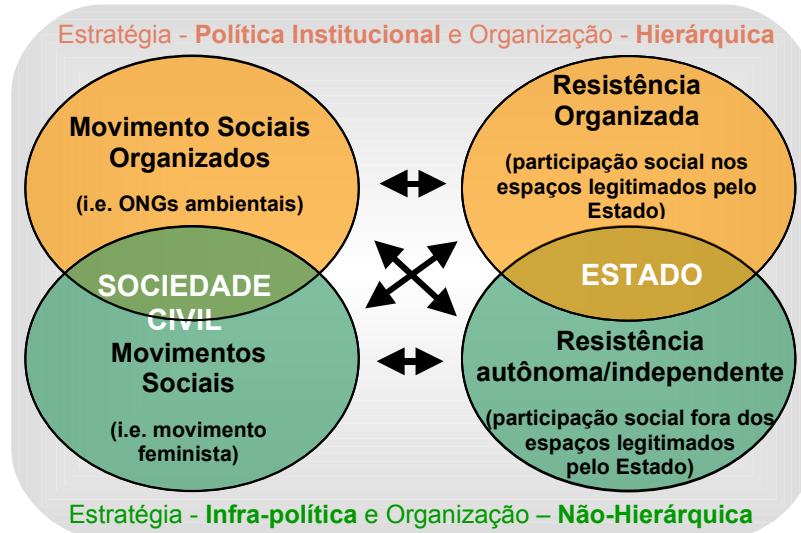 Estratégia - Política Institucional e Organização - Hierárquica
Movimento Sociais
Organizados
(i.e. ONGs ambientais)
Resistência
Organizada
(participação social nos
espaços legitimados pelo
Estado)
SOCIEDADE
CIVIL
ESTADO
Movimentos
Sociais
(i.e. movimento
feminista)
Resistência
autônoma/independente
(participação social fora dos
espaços legitimados
pelo Estado)
Estratégia - Infra-política e Organização – Não-Hierárquica